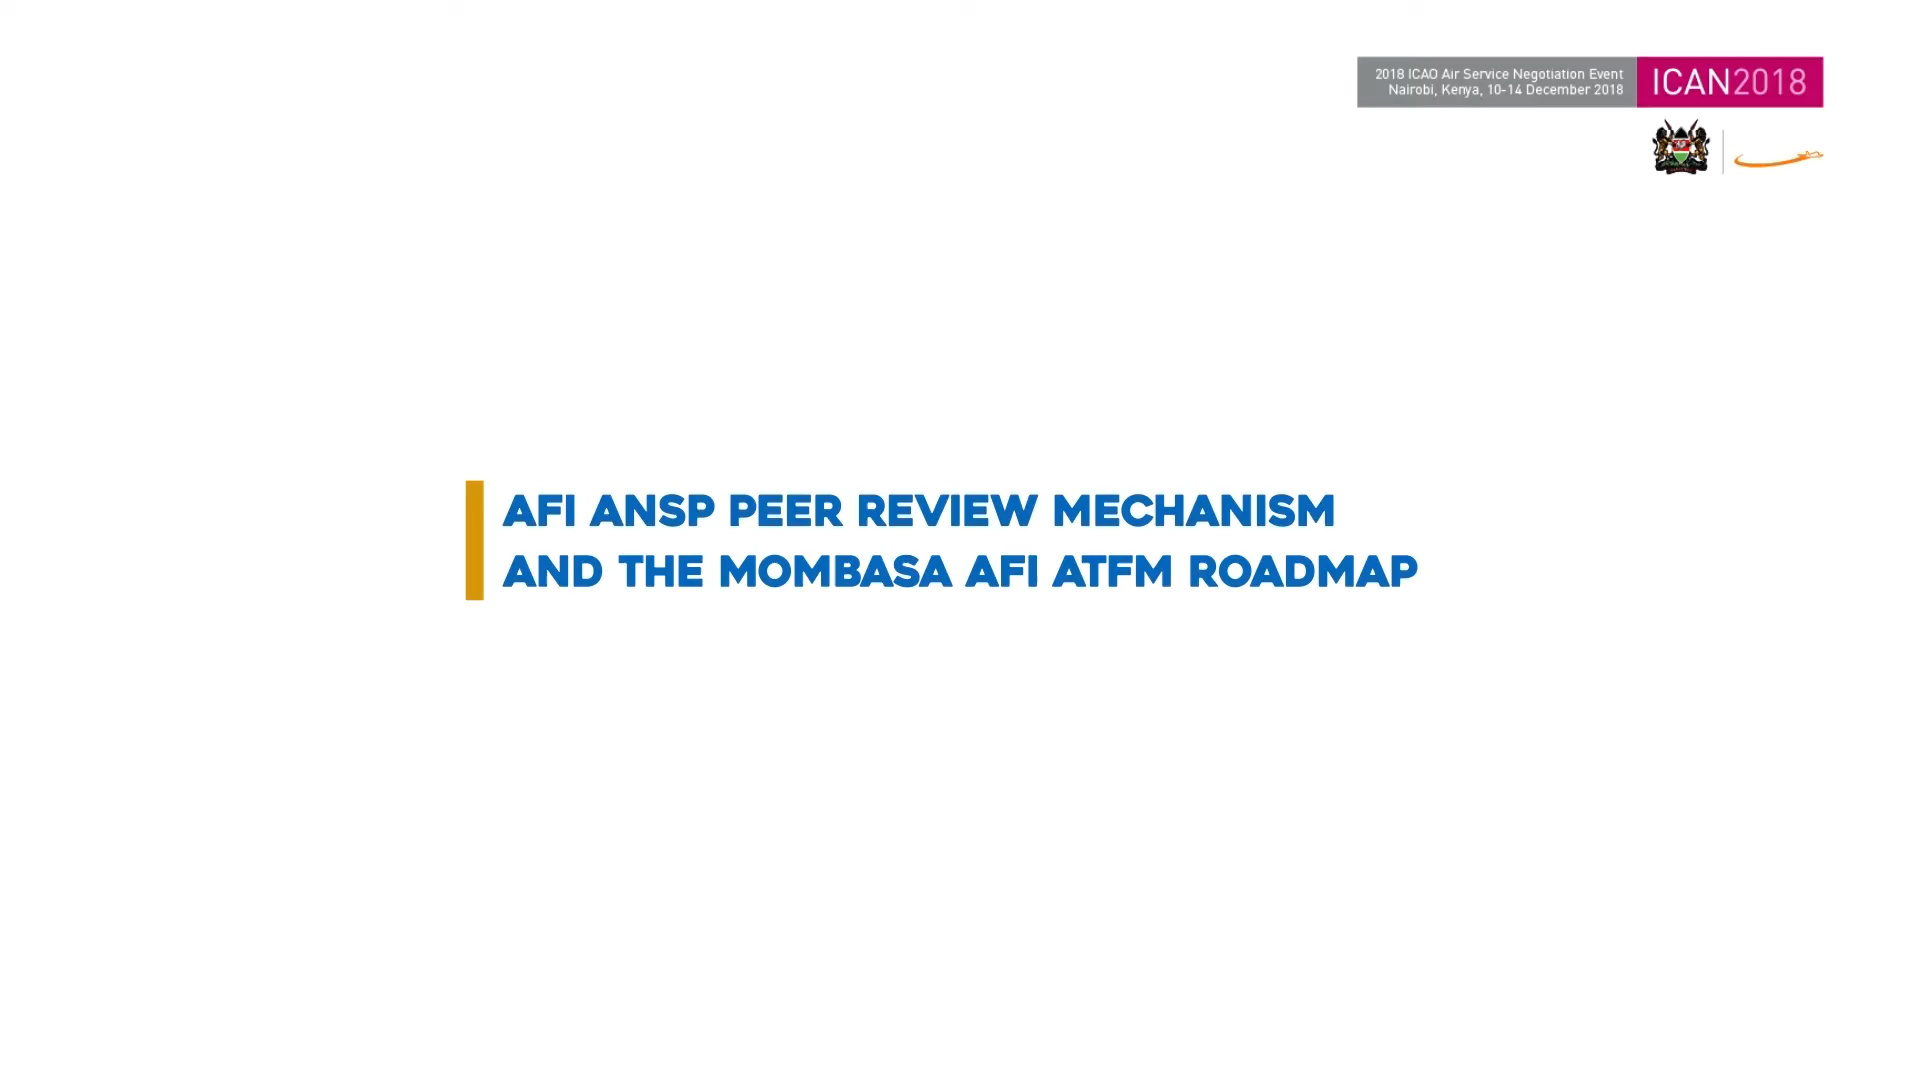 2018 ICAO Air Service Negotiation Event
Nairobi, Kenya, 10-14 December 2018
ICAN2018
AFI ANSP PEER REVIEW MECHANISM
AND THE MOMBASA AFI ATFM ROADMAP